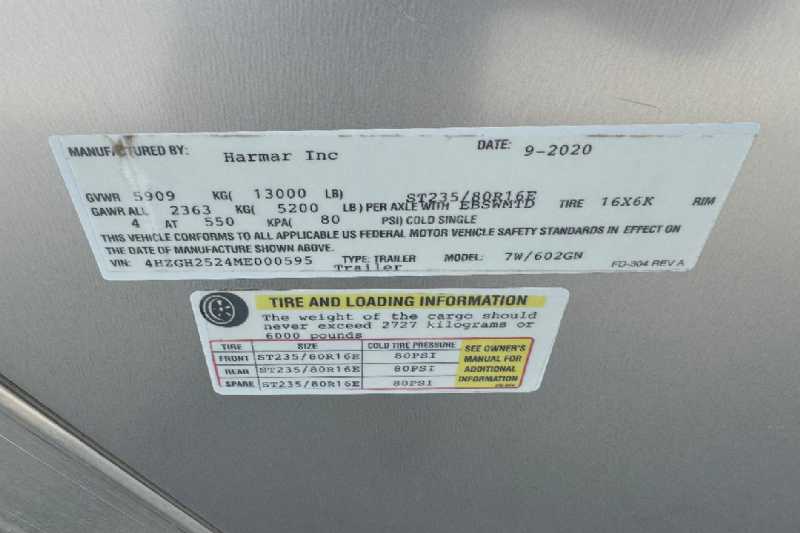 MANUFACTURED BY: Harmar Inc DATE: 9-2020
GVWR 5909 KG( 13000 LB)
GAWR ALL 2363 KG( 5200 LB) PER AXLE WITH ST235/80R16E TIRE 16X6K RIM
4 AT 550 KPA( 80 PSI) COLD SINGLE
THIS VEHICLE CONFORMS TO ALL APPLICABLE US FEDERAL MOTOR VEHICLE SAFETY STANDARDS IN EFFECT ON
THE DATE OF MANUFACTURE SHOWN ABOVE.
VIN: 4HZGH2524ME000595 TYPE: TRAILER MODEL: 7W/602GN
Trailer FO-304 REV A
TIRE AND LOADING INFORMATION
The weight of the cargo should
never exceed 2727 kilograms or
6000 pounds
TIRE SIZE COLD TIRE PRESSURE
FRONT ST235/80R16E 80PSI
REAR ST235/80R16E 80PSI
SPARE ST235/80R16E 80PSI
SEE OWNER'S
MANUAL FOR
ADDITIONAL
INFORMATION